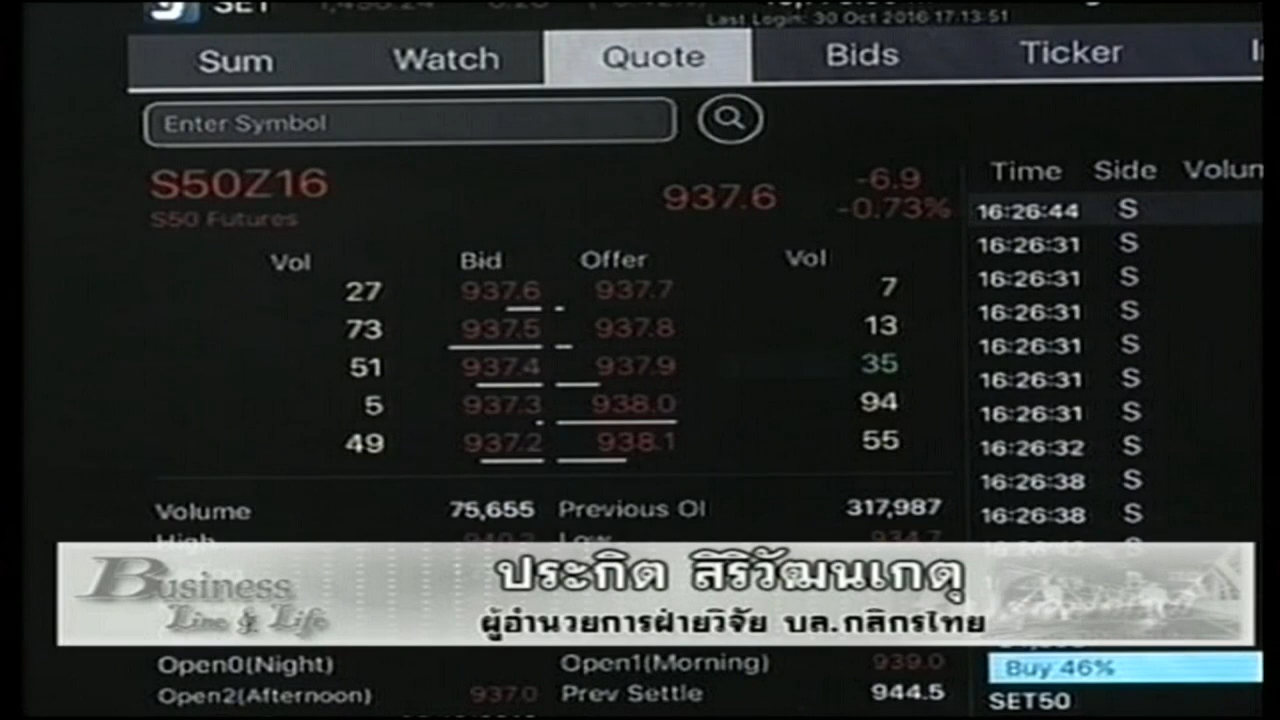 SET
Last Login: 30 Oct 2016 17:13:51
Sum Watch Quote Bids Ticker
Enter Symbol
S50Z16 937.6 -6.9
S50 Futures -0.73%
Vol Bid Offer Vol
27 937.6 937.7 7
73 937.5 937.8 13
51 937.4 937.9 35
5 937.3 938.0 94
49 937.2 938.1 55
Volume 75,655 Previous OI 317,987
High Low 934.7
Open0(Night) Open1(Morning) 939.0
Open2(Afternoon) 937.0 Prev Settle 944.5
Time Side Volum
16:26:44 S
16:26:31 S
16:26:31 S
16:26:31 S
16:26:31 S
16:26:31 S
16:26:31 S
16:26:32 S
16:26:38 S
16:26:38 S
Buy 46%
SET50
Business
Line & Life
ประกิต สิริวัฒนเกตุ
ผู้อำนวยการฝ่ายวิจัย บล.กสิกรไทย